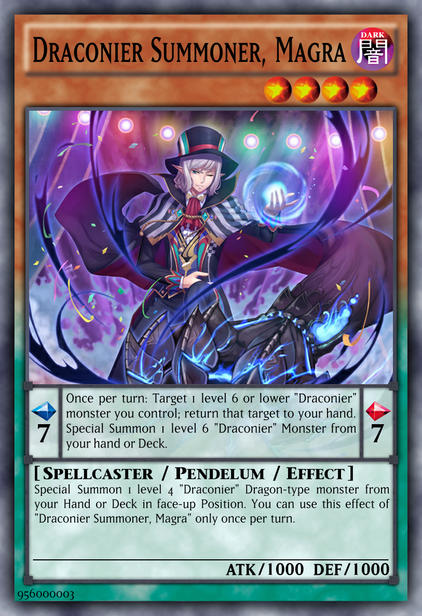 Draconier Summoner, Magra
DARK
闇
Once per turn: Target 1 level 6 or lower "Draconier"
monster you control; return that target to your hand.
Special Summon 1 level 6 "Draconier" Monster from
your hand or Deck.
7
7
[ Spellcaster / Pendelum / Effect ]
Special Summon 1 level 4 "Draconier" Dragon-type monster from
your Hand or Deck in face-up Position. You can use this effect of
"Draconier Summoner, Magra" only once per turn.
ATK/1000 DEF/1000
956000003